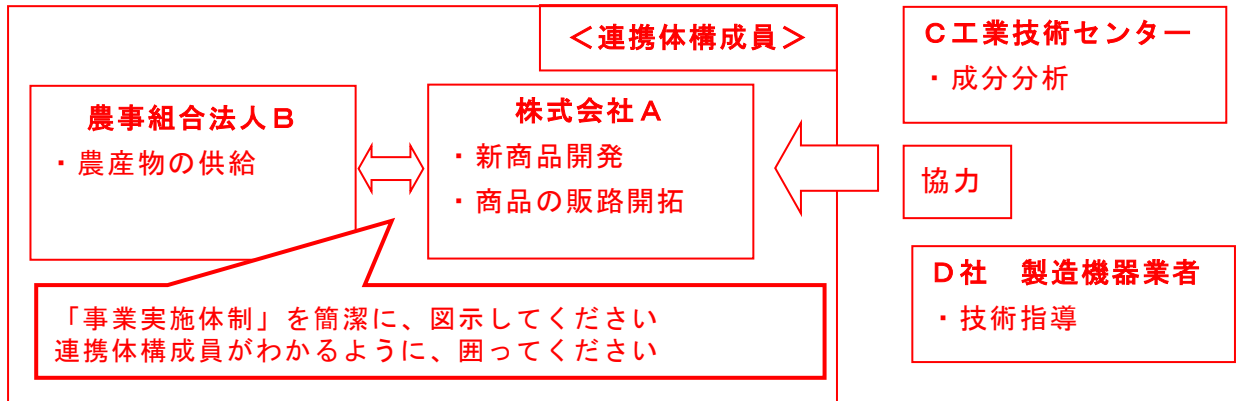 ＜連携体構成員＞
農事組合法人Ｂ
・農産物の供給
株式会社Ａ
・新商品開発
・商品の販路開拓
Ｃ工業技術センター
・成分分析
協力
Ｄ社　製造機器業者
・技術指導
「事業実施体制」を簡潔に、図示してください
連携体構成員がわかるように、囲ってください